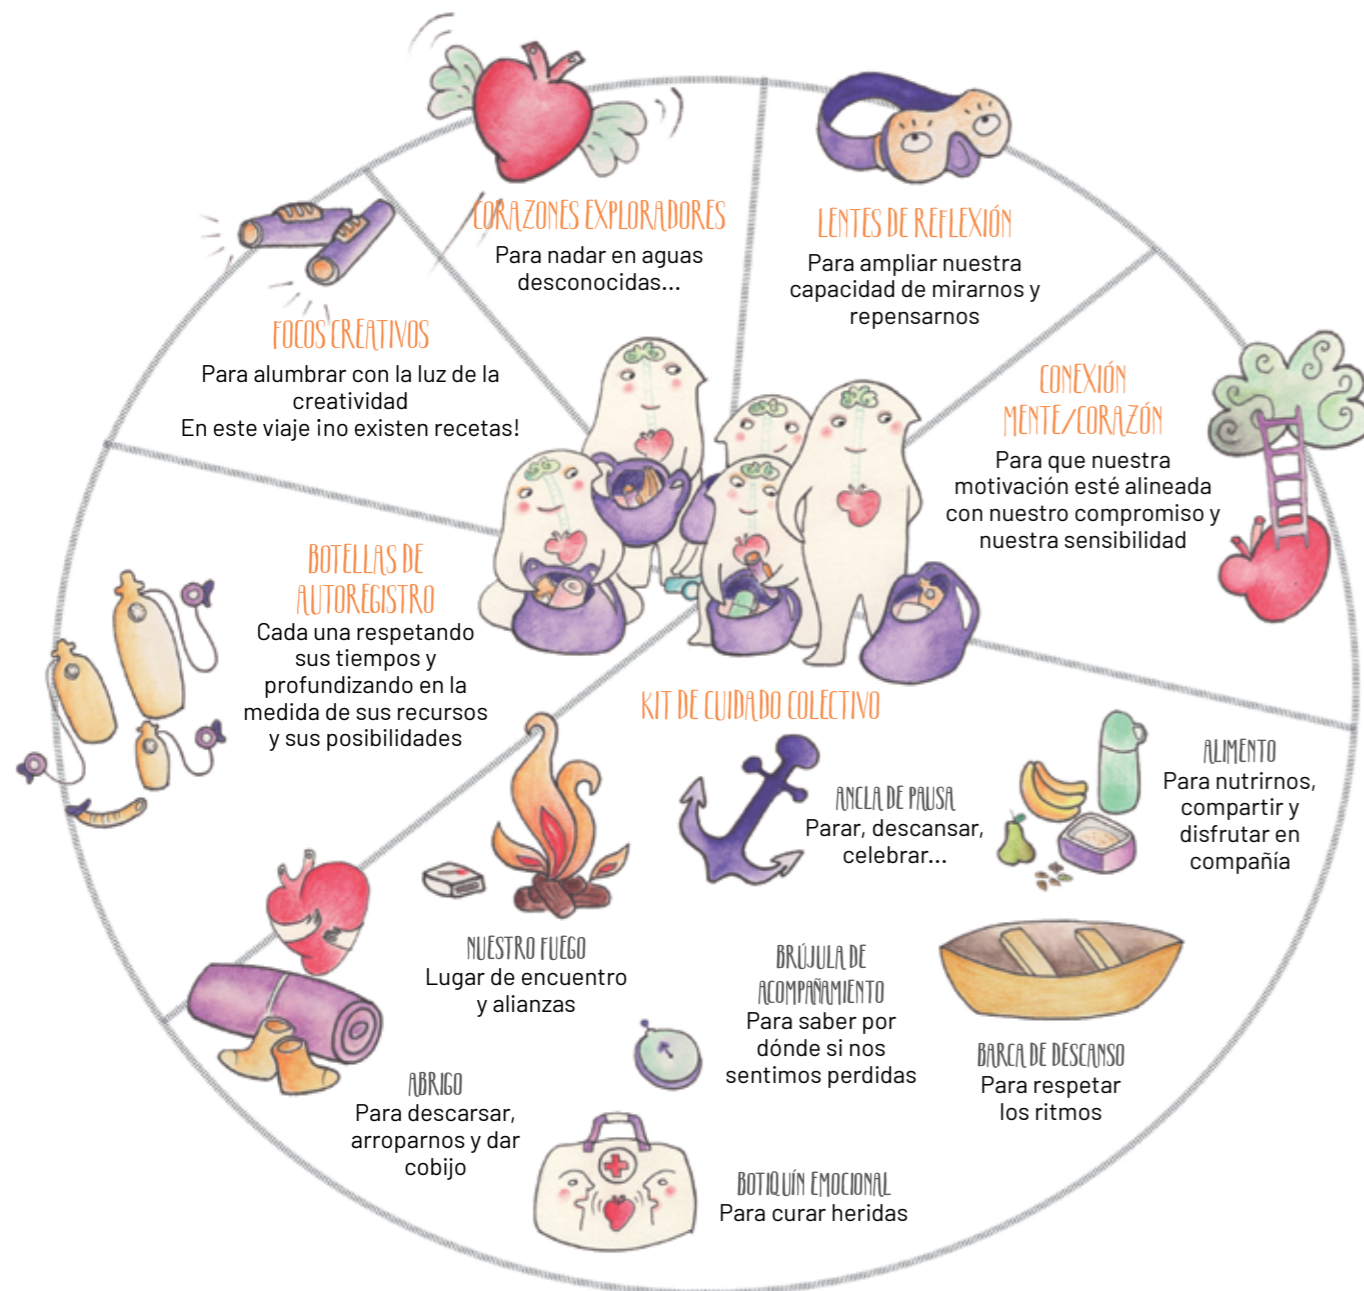 CORAZONES EXPLORADORES
Para nadar en aguas
desconocidas...
LENTES DE REFLEXIÓN
Para ampliar nuestra
capacidad de mirarnos y
repensarnos
FOCOS CREATIVOS
Para alumbrar con la luz de la
creatividad
En este viaje ¡no existen recetas!
CONEXIÓN
MENTE/CORAZÓN
Para que nuestra
motivación esté alineada
con nuestro compromiso y
nuestra sensibilidad
BOTELLAS DE
AUTOREGISTRO
Cada una respetando
sus tiempos y
profundizando en la
medida de sus recursos
y sus posibilidades
KIT DE CUIDADO COLECTIVO
ANCLA DE PAUSA
Parar, descansar,
celebrar...
ALIMENTO
Para nutrirnos,
compartir y
disfrutar en
compañía
NUESTRO FUEGO
Lugar de encuentro
y alianzas
BRÚJULA DE
ACOMPAÑAMIENTO
Para saber por
dónde si nos
sentimos perdidas
BARCA DE DESCANSO
Para respetar
los ritmos
ABRIGO
Para descarsar,
arroparnos y dar
cobijo
BOTIQUÍN EMOCIONAL
Para curar heridas